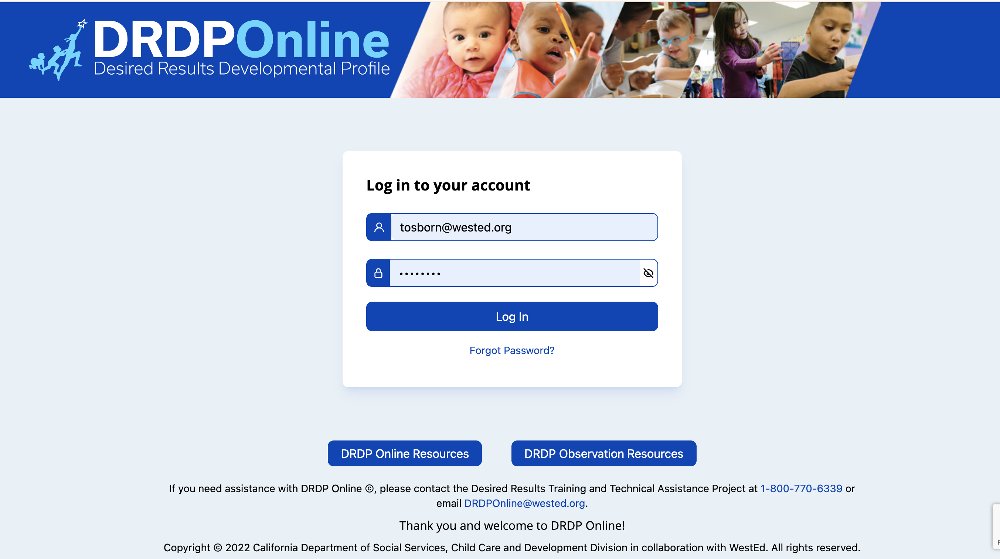 DRDPOnline
Desired Results Developmental Profile
Log in to your account
tosborn@wested.org
••••••••
Log In
Forgot Password?
DRDP Online Resources
DRDP Observation Resources
If you need assistance with DRDP Online ©, please contact the Desired Results Training and Technical Assistance Project at 1-800-770-6339 or
email DRDPOnline@wested.org.
Thank you and welcome to DRDP Online!
Copyright © 2022 California Department of Social Services, Child Care and Development Division in collaboration with WestEd. All rights reserved.